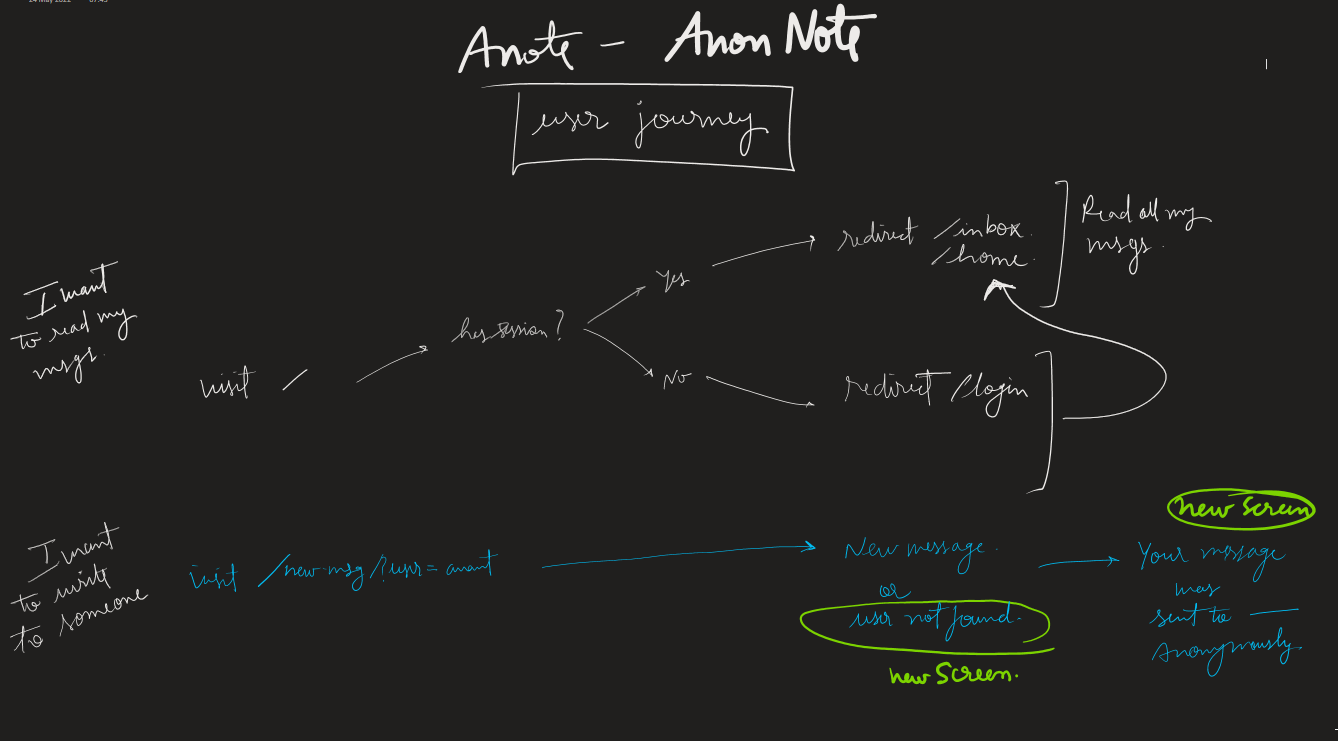 24 May 2022 07:43
Anote - Anon Note
user journey
I want
to read my
msgs.
visit /
has session?
Yes
No
redirect /inbox.
/home.
Read all my
msgs.
redirect /login
I want
to write
to someone
visit /new-msg/?user=anant
New message.
or
user not found.
new Screen.
new Screen
Your message
was
sent to —
Anonymously.